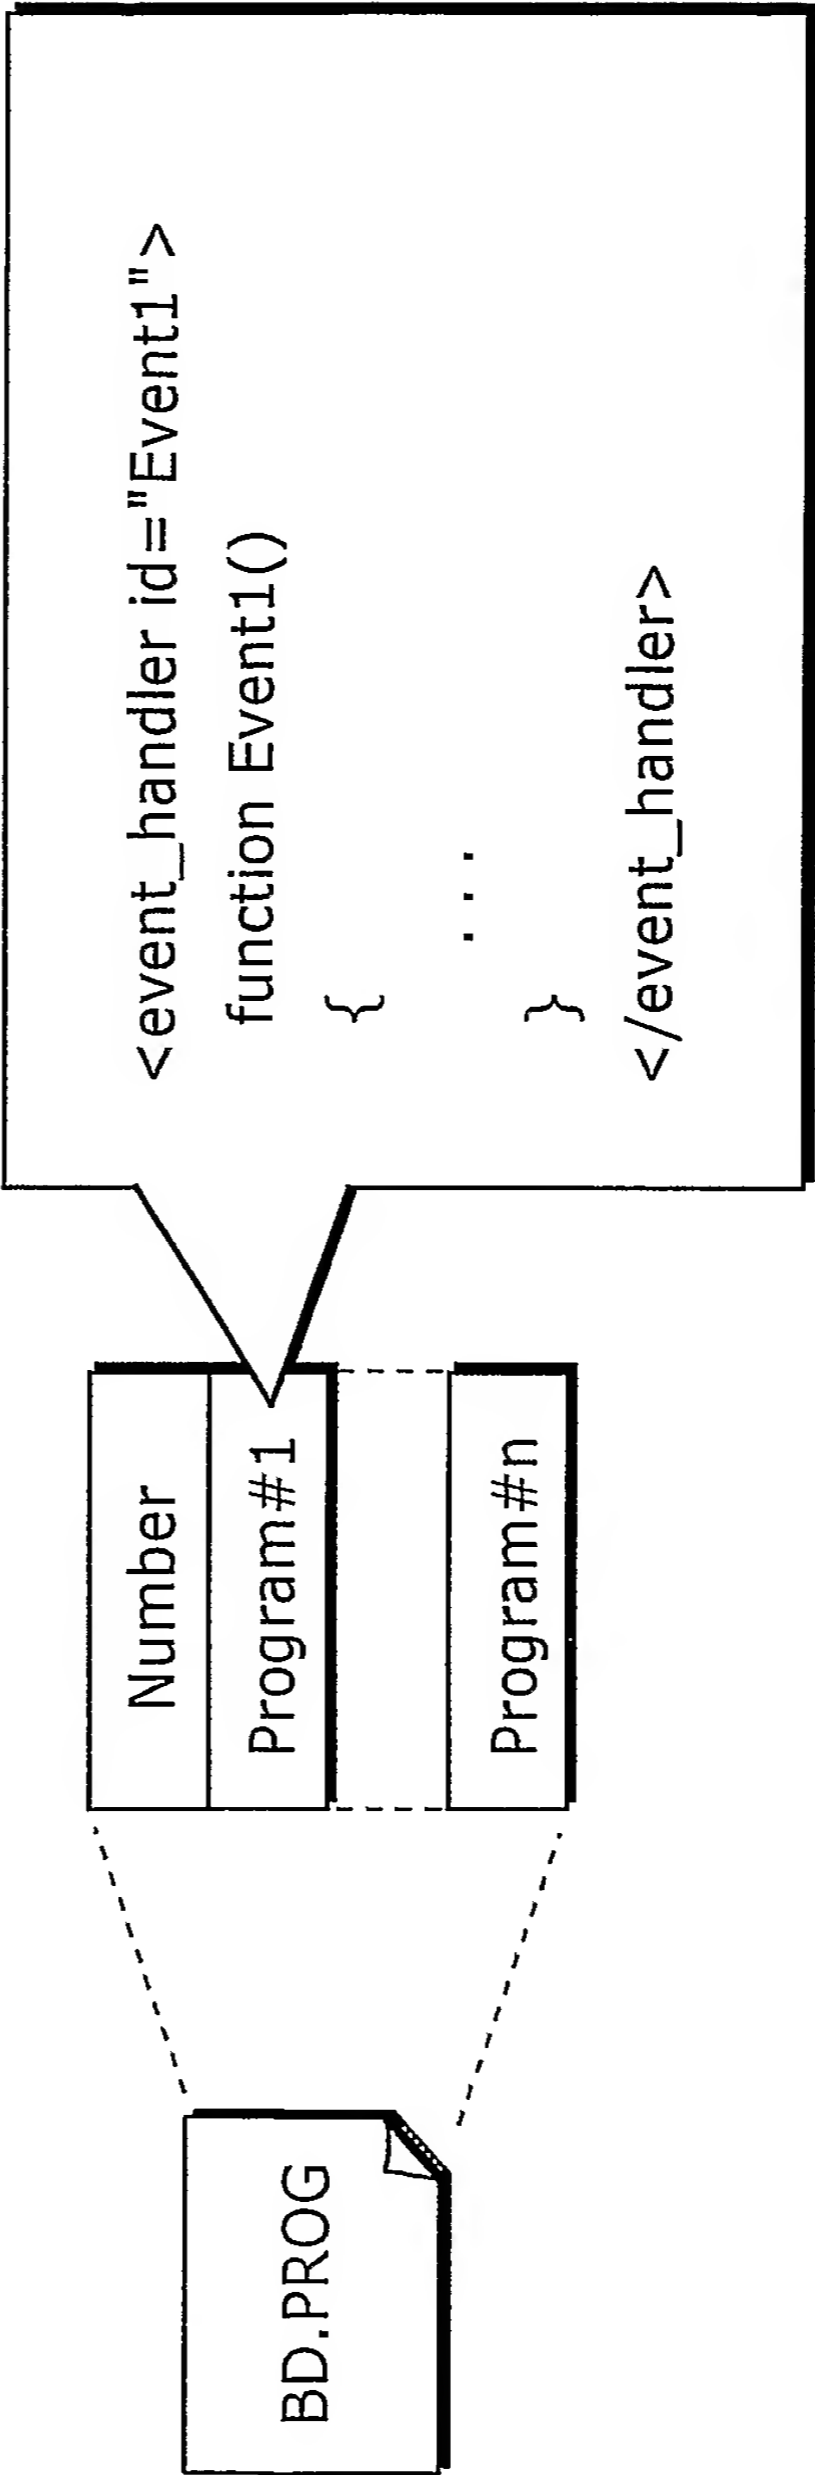 BD.PROG
Number
Program#1
Program#n
<event_handler id="Event1">
function Event1()
{
...
}
</event_handler>